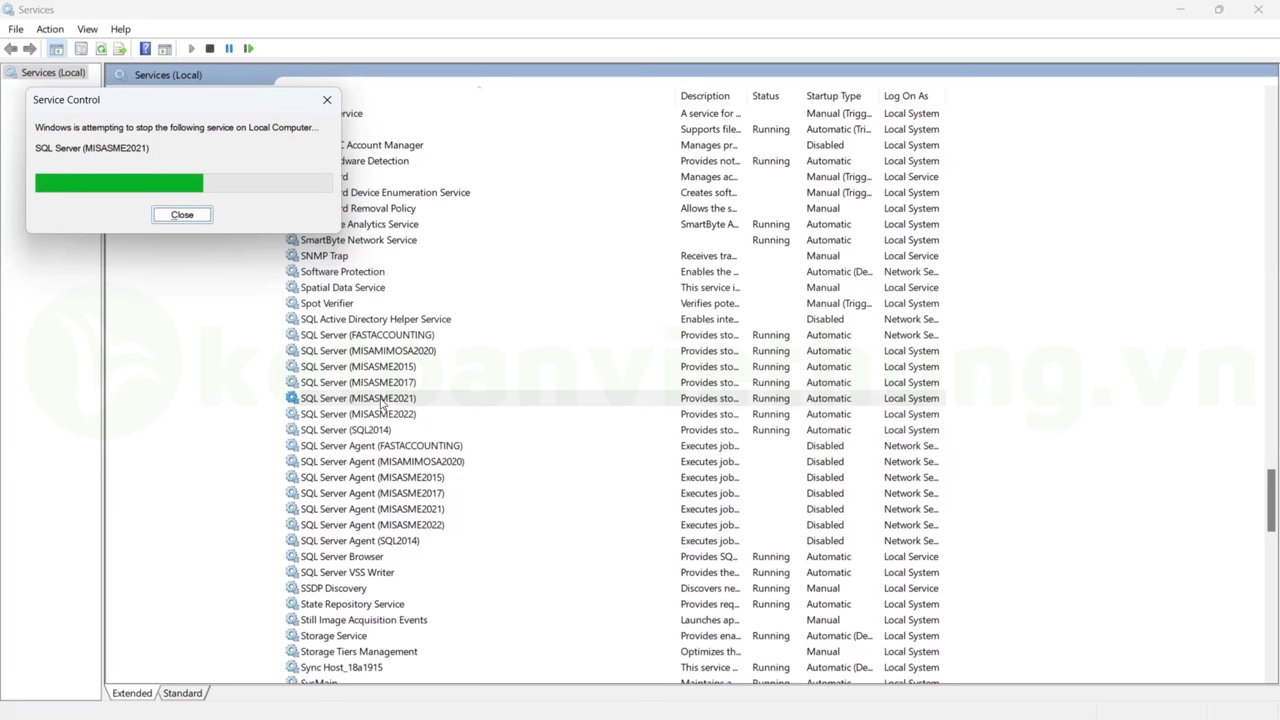 Services
File Action View Help
Services (Local)
Services (Local)
Service Control
Windows is attempting to stop the following service on Local Computer...
SQL Server (MISASME2021)
Close
Description Status Startup Type Log On As
rvice A service for ... Manual (Trigg... Local System
Supports file... Running Automatic (Tri... Local System
C Account Manager Manages pr... Disabled Local System
dware Detection Provides not... Running Automatic Local System
rd Manages ac... Manual (Trigg... Local Service
rd Device Enumeration Service Creates soft... Manual (Trigg... Local System
rd Removal Policy Allows the s... Manual Local System
e Analytics Service SmartByte A... Running Automatic Local System
SmartByte Network Service Running Automatic Local System
SNMP Trap Receives tra... Manual Local Service
Software Protection Enables the ... Automatic (De... Network Se...
Spatial Data Service This service i... Manual Local Service
Spot Verifier Verifies pote... Manual (Trigg... Local System
SQL Active Directory Helper Service Enables inte... Disabled Network Se...
SQL Server (FASTACCOUNTING) Provides sto... Running Automatic Network Se...
SQL Server (MISAMIMOSA2020) Provides sto... Running Automatic Local System
SQL Server (MISASME2015) Provides sto... Running Automatic Local System
SQL Server (MISASME2017) Provides sto... Running Automatic Local System
SQL Server (MISASME2021) Provides sto... Running Automatic Local System
SQL Server (MISASME2022) Provides sto... Running Automatic Local System
SQL Server (SQL2014) Provides sto... Running Automatic Local System
SQL Server Agent (FASTACCOUNTING) Executes job... Disabled Network Se...
SQL Server Agent (MISAMIMOSA2020) Executes job... Disabled Network Se...
SQL Server Agent (MISASME2015) Executes job... Disabled Network Se...
SQL Server Agent (MISASME2017) Executes job... Disabled Network Se...
SQL Server Agent (MISASME2021) Executes job... Disabled Network Se...
SQL Server Agent (MISASME2022) Executes job... Disabled Network Se...
SQL Server Agent (SQL2014) Executes job... Disabled Network Se...
SQL Server Browser Provides SQ... Running Automatic Local Service
SQL Server VSS Writer Provides the... Running Automatic Local System
SSDP Discovery Discovers ne... Running Manual Local Service
State Repository Service Provides req... Running Automatic Local System
Still Image Acquisition Events Launches ap... Manual Local System
Storage Service Provides ena... Running Automatic (De... Local System
Storage Tiers Management Optimizes th... Manual Local System
Sync Host_18a1915 This service ... Running Automatic (De... Local System
SysMain Maintains a... Running Automatic Local System
Extended Standard